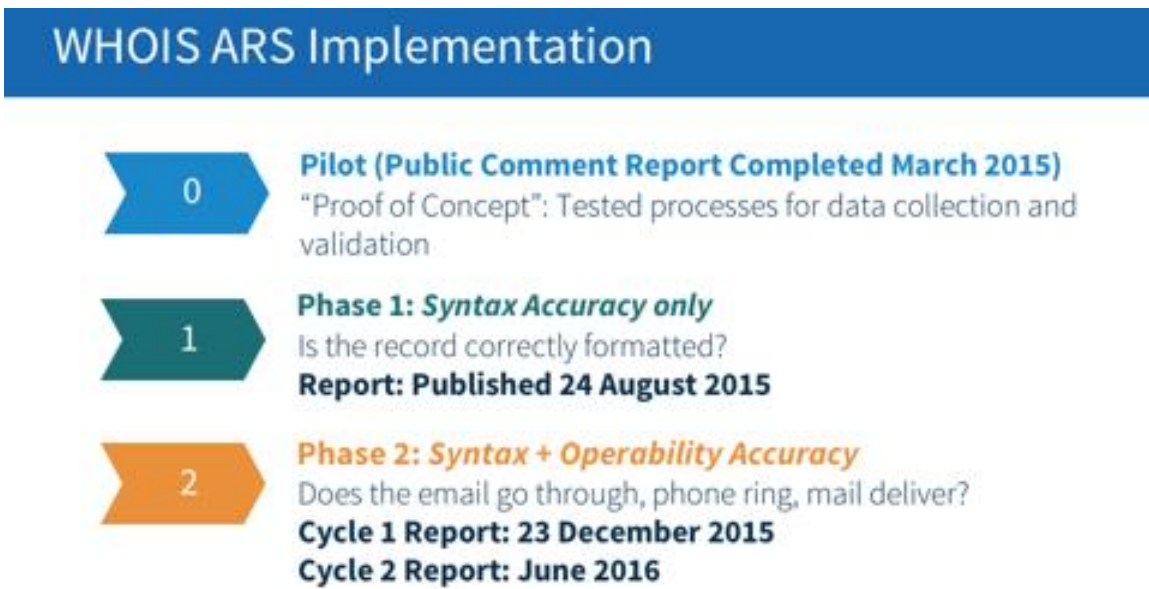 WHOIS ARS Implementation
0
Pilot (Public Comment Report Completed March 2015)
“Proof of Concept”: Tested processes for data collection and
validation
1
Phase 1: Syntax Accuracy only
Is the record correctly formatted?
Report: Published 24 August 2015
2
Phase 2: Syntax + Operability Accuracy
Does the email go through, phone ring, mail deliver?
Cycle 1 Report: 23 December 2015
Cycle 2 Report: June 2016